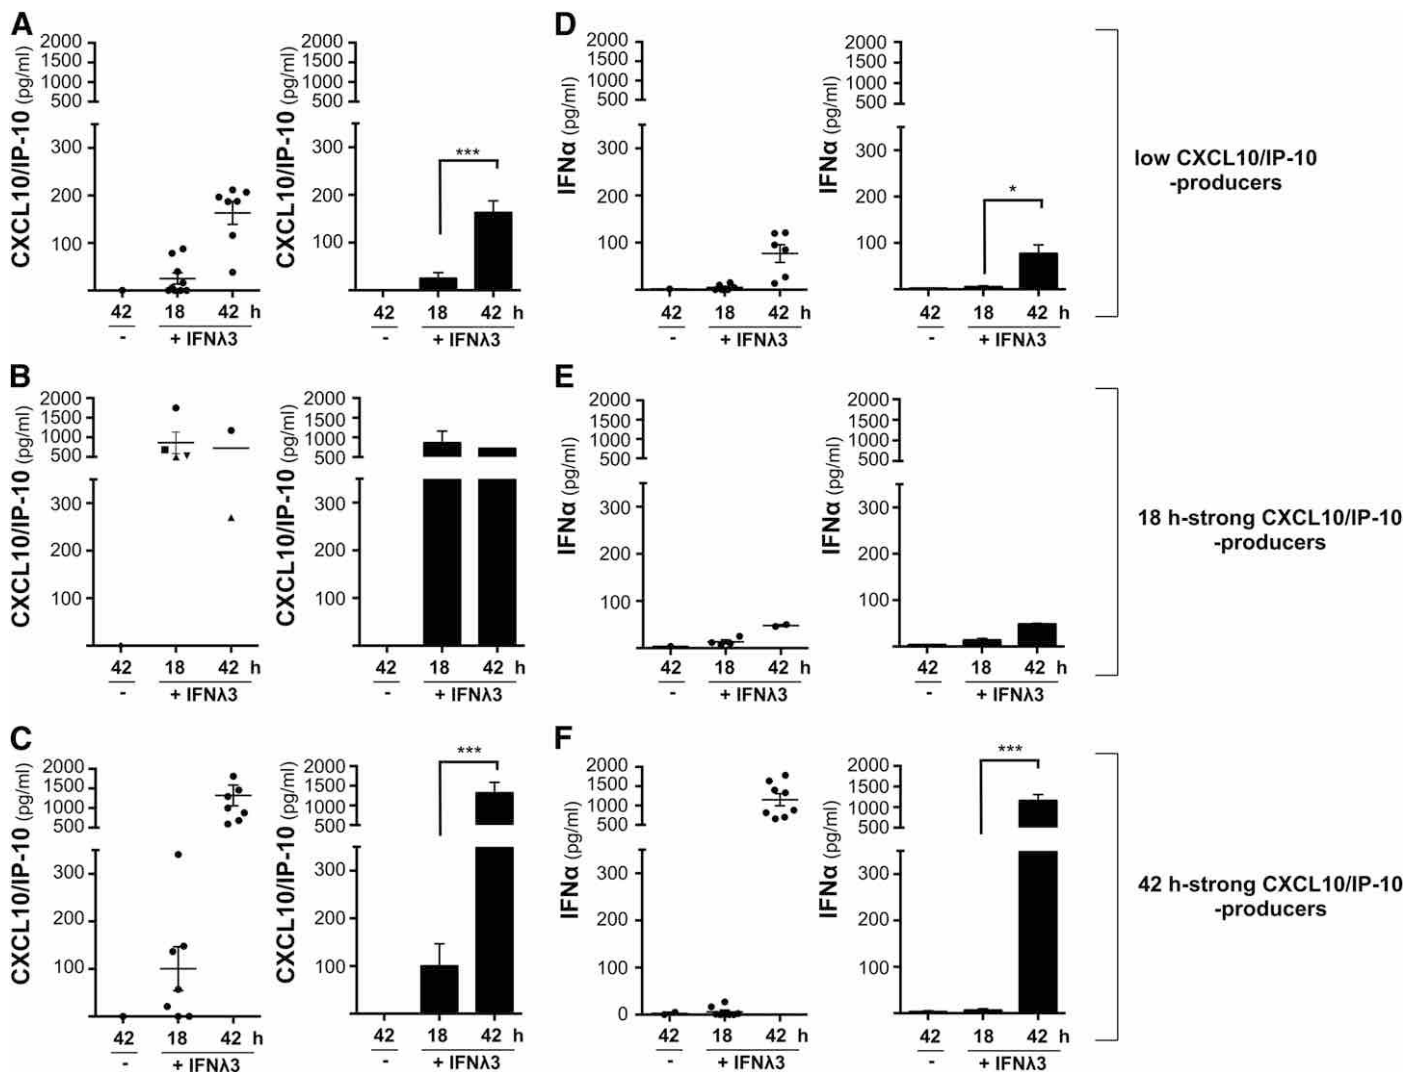 A
CXCL10/IP-10 (pg/ml)
2000
1500
1000
500
300
200
100
42 18 42 h
- + IFNλ3
CXCL10/IP-10 (pg/ml)
2000
1500
1000
500
300
200
100
***
42 18 42 h
- + IFNλ3
D
IFNα (pg/ml)
2000
1500
1000
500
300
200
100
42 18 42 h
- + IFNλ3
IFNα (pg/ml)
2000
1500
1000
500
300
200
100
*
42 18 42 h
- + IFNλ3
low CXCL10/IP-10
-producers
B
CXCL10/IP-10 (pg/ml)
2000
1500
1000
500
300
200
100
42 18 42 h
- + IFNλ3
CXCL10/IP-10 (pg/ml)
2000
1500
1000
500
300
200
100
42 18 42 h
- + IFNλ3
E
IFNα (pg/ml)
2000
1500
1000
500
300
200
100
42 18 42 h
- + IFNλ3
IFNα (pg/ml)
2000
1500
1000
500
300
200
100
42 18 42 h
- + IFNλ3
18 h-strong CXCL10/IP-10
-producers
C
CXCL10/IP-10 (pg/ml)
2000
1500
1000
500
300
200
100
42 18 42 h
- + IFNλ3
CXCL10/IP-10 (pg/ml)
2000
1500
1000
500
300
200
100
***
42 18 42 h
- + IFNλ3
F
IFNα (pg/ml)
2000
1500
1000
500
300
200
100
0
42 18 42 h
- + IFNλ3
IFNα (pg/ml)
2000
1500
1000
500
300
200
100
***
42 18 42 h
- + IFNλ3
42 h-strong CXCL10/IP-10
-producers